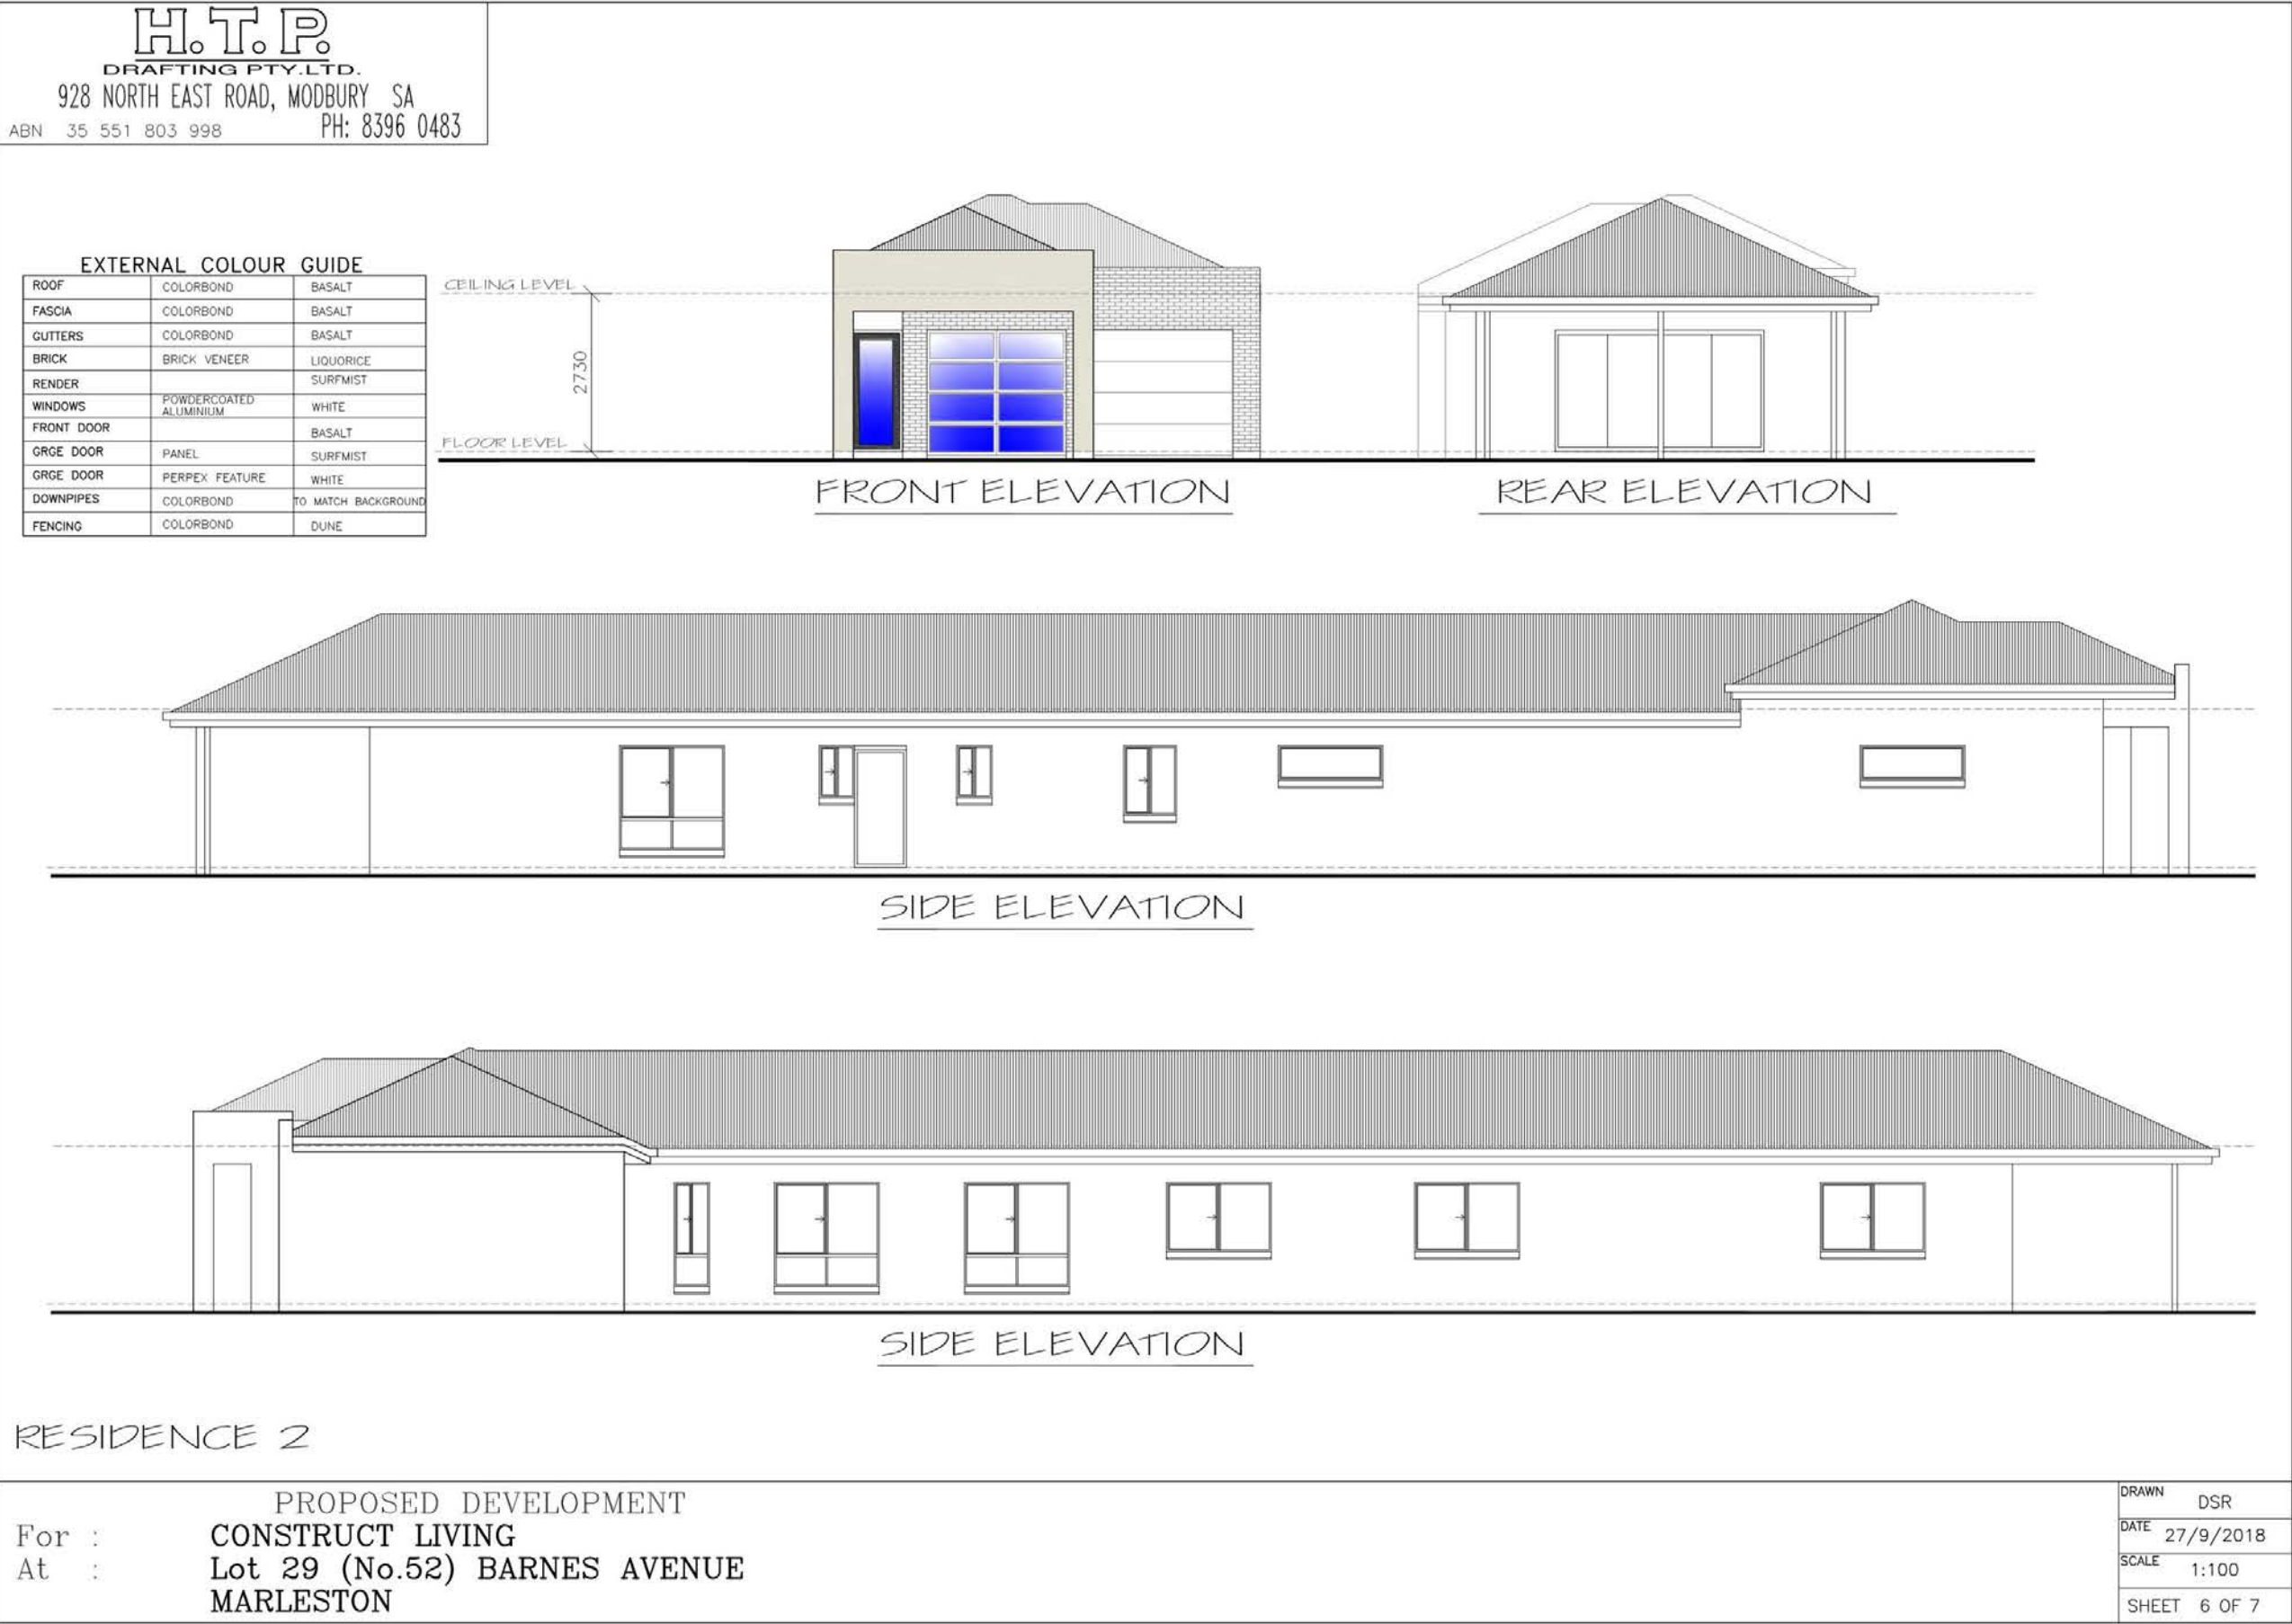 H.T.P.
DRAFTING PTY.LTD.
928 NORTH EAST ROAD, MODBURY SA
ABN 35 551 803 998 PH: 8396 0483
EXTERNAL COLOUR GUIDE
ROOF COLORBOND BASALT
FASCIA COLORBOND BASALT
GUTTERS COLORBOND BASALT
BRICK BRICK VENEER LIQUORICE
RENDER SURFMIST
WINDOWS POWDERCOATED ALUMINIUM WHITE
FRONT DOOR BASALT
GRGE DOOR PANEL SURFMIST
GRGE DOOR PERPEX FEATURE WHITE
DOWNPIPES COLORBOND TO MATCH BACKGROUND
FENCING COLORBOND DUNE
CEILING LEVEL
2730
FLOOR LEVEL
FRONT ELEVATION
REAR ELEVATION
SIDE ELEVATION
SIDE ELEVATION
RESIDENCE 2
PROPOSED DEVELOPMENT
For : CONSTRUCT LIVING
At : Lot 29 (No.52) BARNES AVENUE
MARLESTON
DRAWN DSR
DATE 27/9/2018
SCALE 1:100
SHEET 6 OF 7